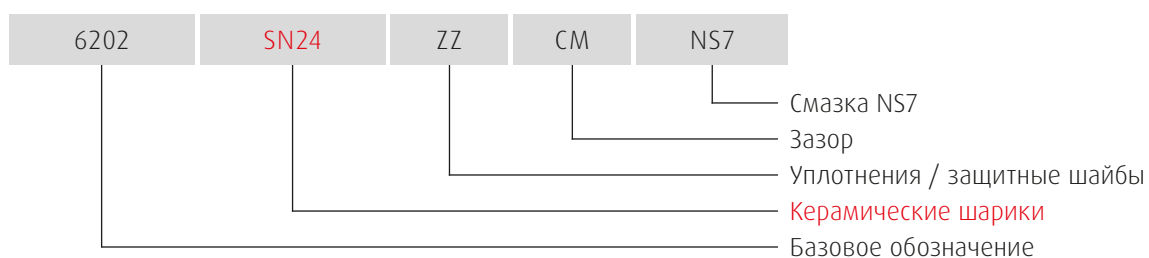 6202 SN24 ZZ CM NS7
Смазка NS7
Зазор
Уплотнения / защитные шайбы
Керамические шарики
Базовое обозначение